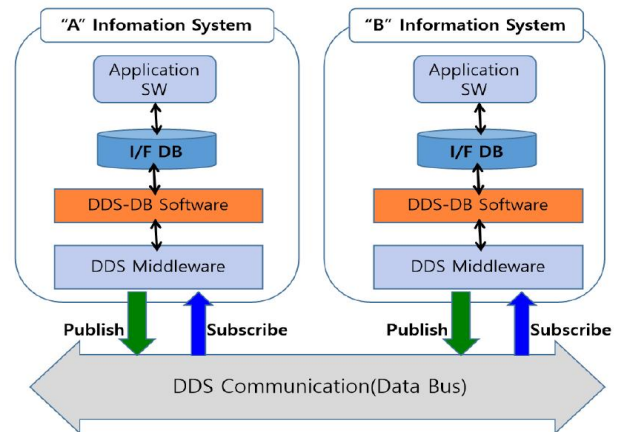 “A” Infomation System
Application
SW
I/F DB
DDS-DB Software
DDS Middleware
Publish
Subscribe
“B” Information System
Application
SW
I/F DB
DDS-DB Software
DDS Middleware
Publish
Subscribe
DDS Communication(Data Bus)